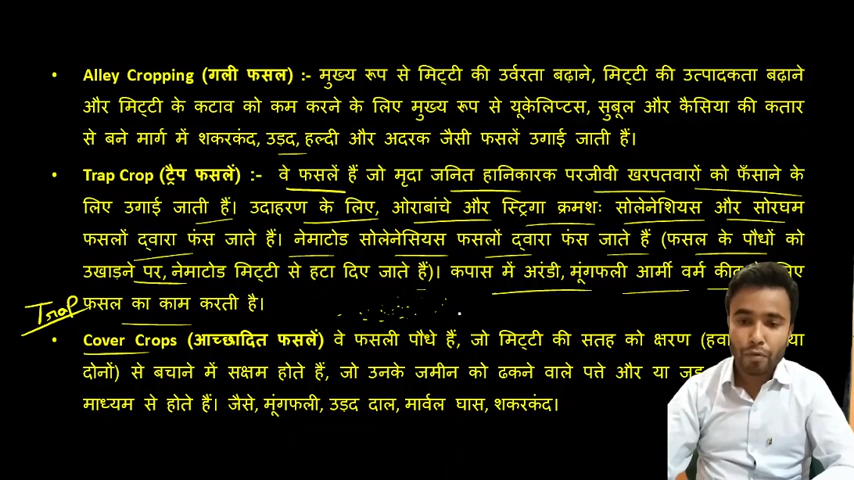 • Alley Cropping (गली फसल) :- मुख्य रूप से मिट्टी की उर्वरता बढ़ाने, मिट्टी की उत्पादकता बढ़ाने
और मिट्टी के कटाव को कम करने के लिए मुख्य रूप से यूकेलिप्टस, सुबूल और कैसिया की कतार
से बने मार्ग में शकरकंद, उड़द, हल्दी और अदरक जैसी फसलें उगाई जाती हैं।
• Trap Crop (ट्रैप फसलें) :- वे फसलें हैं जो मृदा जनित हानिकारक परजीवी खरपतवारों को फँसाने के
लिए उगाई जाती हैं। उदाहरण के लिए, ओराबांचे और स्ट्रिगा क्रमशः सोलेनेशियस और सोरघम
फसलों द्वारा फंस जाते हैं। नेमाटोड सोलेनेसियस फसलों द्वारा फंस जाते हैं (फसल के पौधों को
उखाड़ने पर, नेमाटोड मिट्टी से हटा दिए जाते हैं)। कपास में अरंडी, मूंगफली आर्मी वर्म
Trap फसल का काम करती है।
• Cover Crops (आच्छादित फसलें) वे फसली पौधे हैं, जो मिट्टी की सतह को क्षरण
दोनों) से बचाने में सक्षम होते हैं, जो उनके जमीन को ढकने वाले पत्ते और या
माध्यम से होते हैं। जैसे, मूंगफली, उड़द दाल, मार्वल घास, शकरकंद।